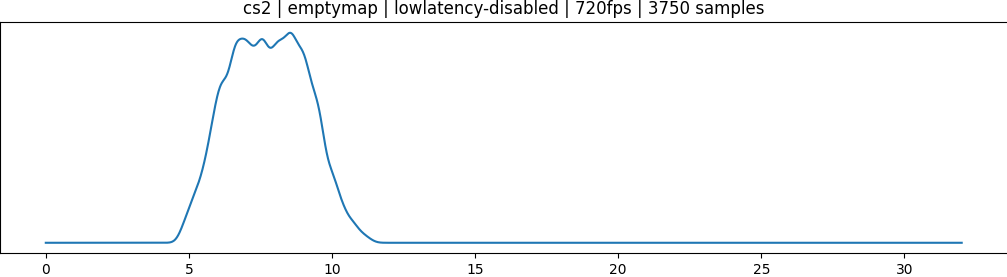 cs2 | emptymap | lowlatency-disabled | 720fps | 3750 samples
0 5 10 15 20 25 30